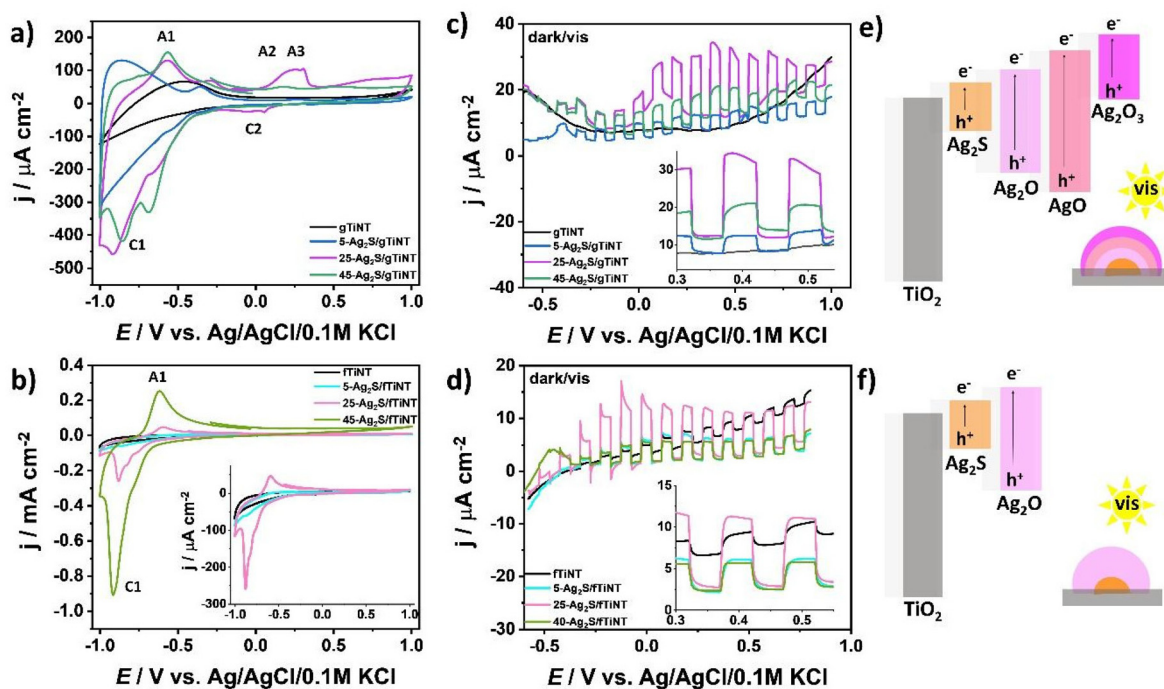 a)
A1
A2 A3
C2
C1
gTiNT
5-Ag₂S/gTiNT
25-Ag₂S/gTiNT
45-Ag₂S/gTiNT
200
100
0
-100
-200
-300
-400
-500
j / µA cm⁻²
-1.0 -0.5 0.0 0.5 1.0
E / V vs. Ag/AgCl/0.1M KCl
c)
dark/vis
40
30
20
10
0
-10
-20
-30
-40
j / µA cm⁻²
gTiNT
5-Ag₂S/gTiNT
25-Ag₂S/gTiNT
45-Ag₂S/gTiNT
30
20
10
0.3 0.4 0.5
-0.5 0.0 0.5 1.0
E / V vs. Ag/AgCl/0.1M KCl
e)
e⁻ e⁻ e⁻ e⁻
h⁺ h⁺ h⁺ h⁺
Ag₂S
Ag₂O
AgO
Ag₂O₃
TiO₂
vis
b)
A1
C1
fTiNT
5-Ag₂S/fTiNT
25-Ag₂S/fTiNT
45-Ag₂S/fTiNT
0.4
0.2
0.0
-0.2
-0.4
-0.6
-0.8
-1.0
j / mA cm⁻²
j / µA cm⁻²
0
-100
-200
-300
-1.0 -0.5 0.0 0.5 1.0
-1.0 -0.5 0.0 0.5 1.0
E / V vs. Ag/AgCl/0.1M KCl
d)
dark/vis
20
15
10
5
0
-10
-20
-30
j / µA cm⁻²
15
10
5
0
0.3 0.4 0.5
fTiNT
5-Ag₂S/fTiNT
25-Ag₂S/fTiNT
40-Ag₂S/fTiNT
-0.5 0.0 0.5 1.0
E / V vs. Ag/AgCl/0.1M KCl
f)
e⁻ e⁻
h⁺ h⁺
Ag₂S
Ag₂O
TiO₂
vis